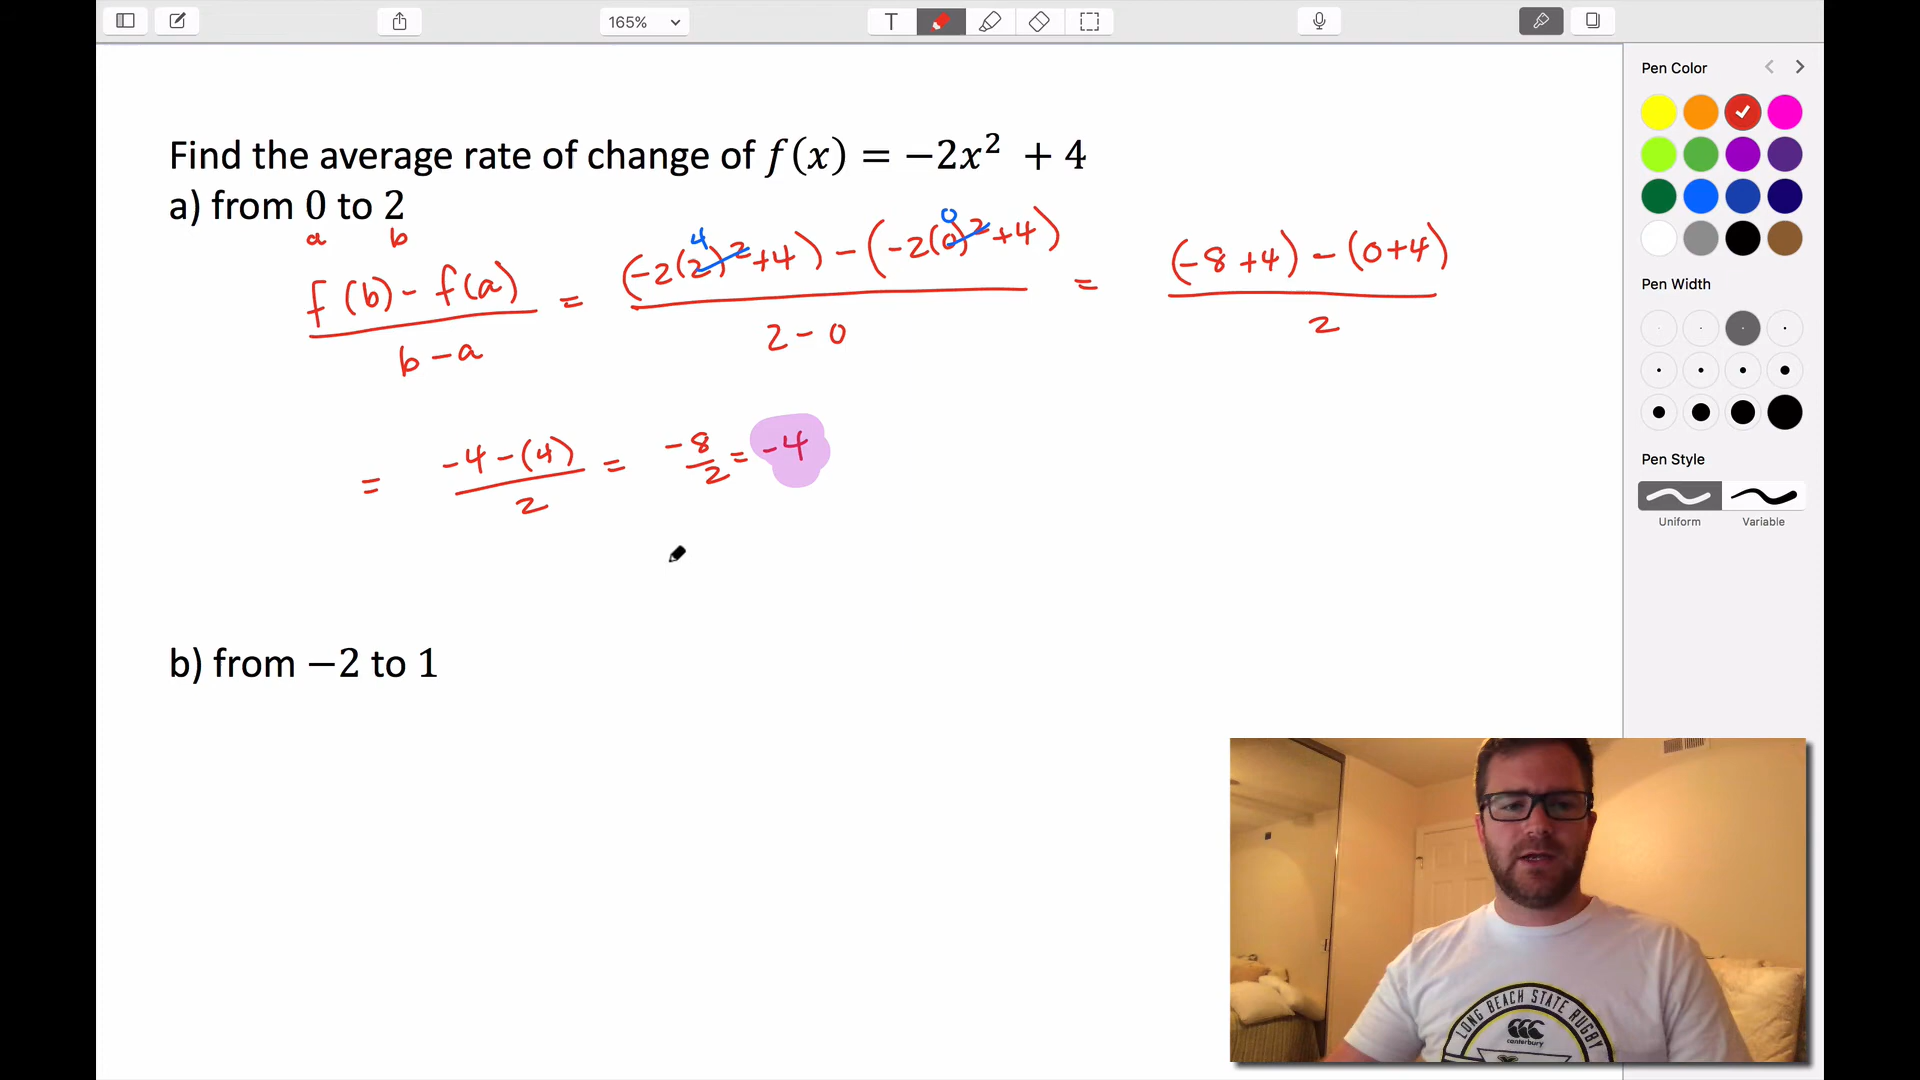 165%
T
Pen Color
Find the average rate of change of f(x) = −2x² + 4
a) from 0 to 2
a b
4 0
f(b) - f(a) / b - a = (-2(2)² + 4) - (-2(0)² + 4) / 2 - 0 = (-8 + 4) - (0 + 4) / 2
= -4 - (4) / 2 = -8/2 = -4
b) from −2 to 1
Pen Width
Pen Style
Uniform
Variable
LONG BEACH STATE RUGBY
canterbury